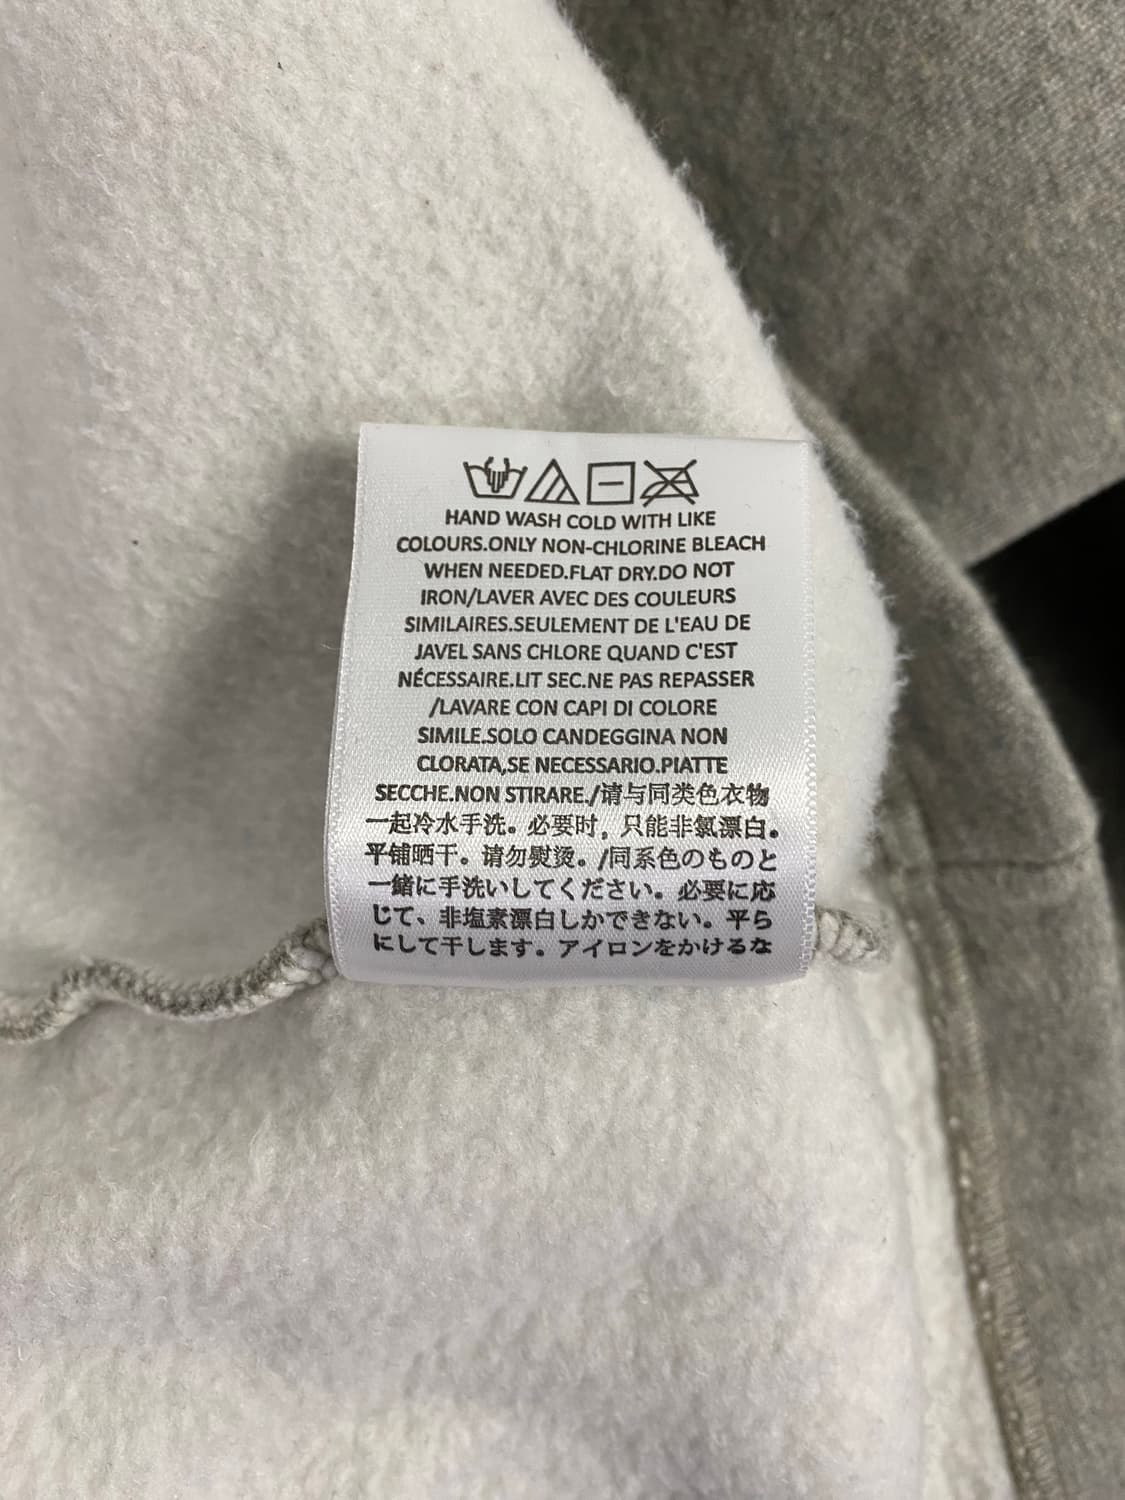 HAND WASH COLD WITH LIKE
COLOURS.ONLY NON-CHLORINE BLEACH
WHEN NEEDED.FLAT DRY.DO NOT
IRON/LAVER AVEC DES COULEURS
SIMILAIRES.SEULEMENT DE L'EAU DE
JAVEL SANS CHLORE QUAND C'EST
NÉCESSAIRE.LIT SEC.NE PAS REPASSER
/LAVARE CON CAPI DI COLORE
SIMILE.SOLO CANDEGGINA NON
CLORATA,SE NECESSARIO.PIATTE
SECCHE.NON STIRARE./请与同类色衣物
一起冷水手洗。必要时，只能非氯漂白。
平铺晒干。请勿熨烫。/同系色のものと
一緒に手洗いしてください。必要に応
じて、非塩素漂白しかできない。平ら
にして干します。アイロンをかけるな